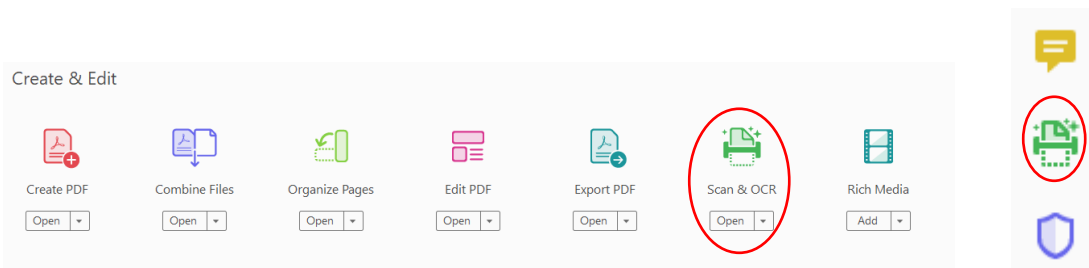 Create & Edit
Create PDF Combine Files Organize Pages Edit PDF Export PDF Scan & OCR Rich Media
Open Open Open Open Open Open Add